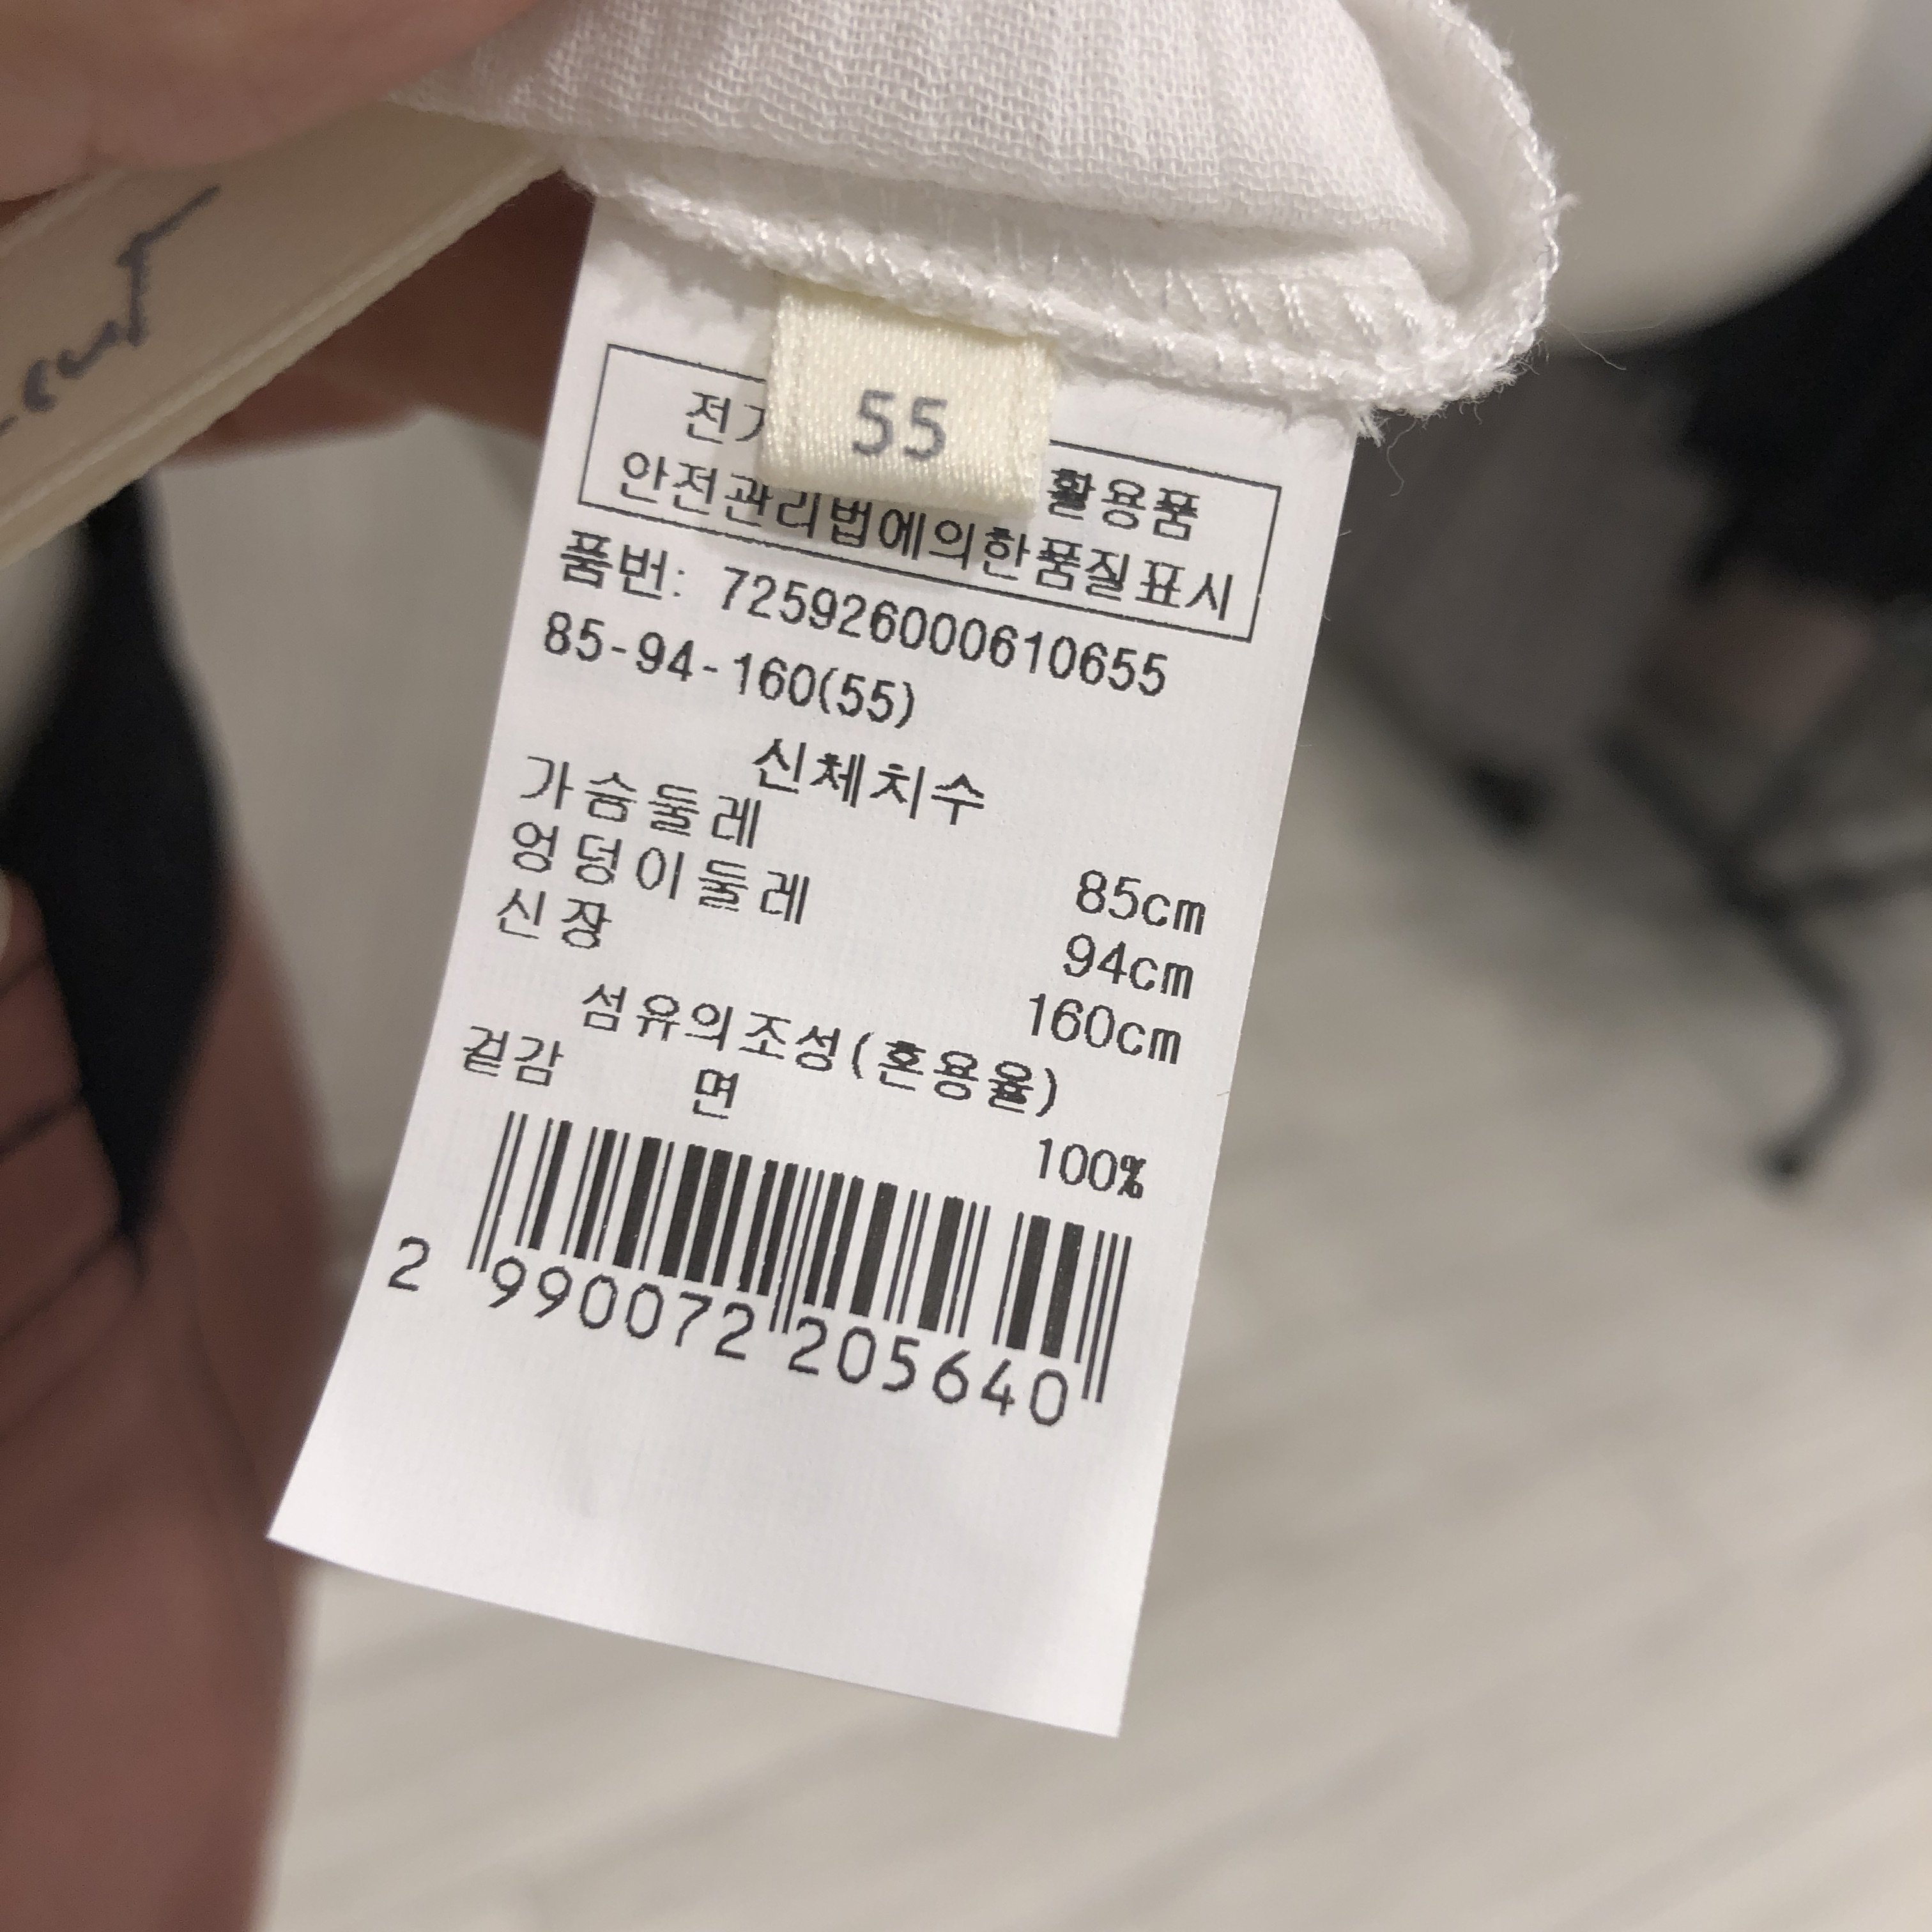 55
활용품
안전관리법에의한품질표시
품번: 725926000610655
85-94-160(55)
신체치수
가슴둘레 85cm
엉덩이둘레 94cm
신장 160cm
섬유의조성(혼용율)
겉감 면 100%
2 990072 205640